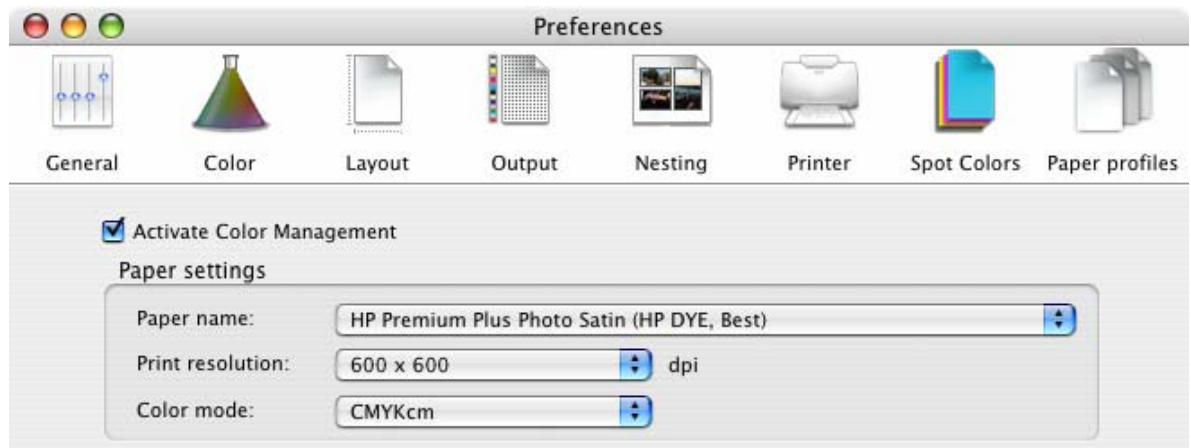 Preferences
General Color Layout Output Nesting Printer Spot Colors Paper profiles
Activate Color Management
Paper settings
Paper name: HP Premium Plus Photo Satin (HP DYE, Best)
Print resolution: 600 x 600 dpi
Color mode: CMYKcm